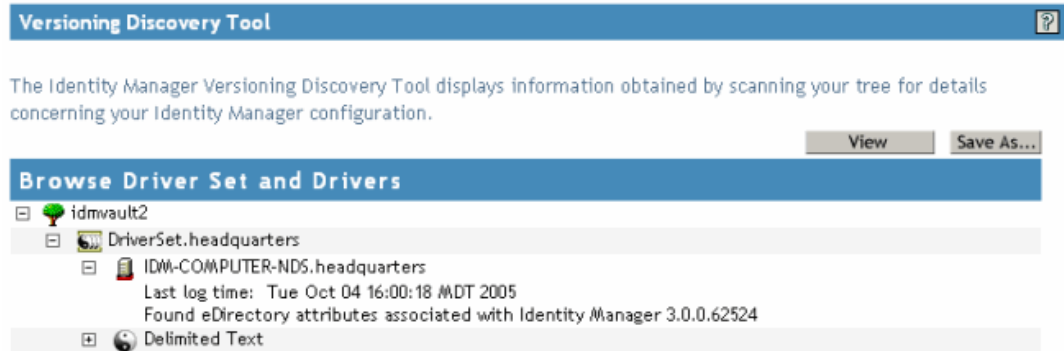 Versioning Discovery Tool
?
The Identity Manager Versioning Discovery Tool displays information obtained by scanning your tree for details
concerning your Identity Manager configuration.
View Save As...
Browse Driver Set and Drivers
idmvault2
DriverSet.headquarters
IDM-COMPUTER-NDS.headquarters
Last log time: Tue Oct 04 16:00:18 MDT 2005
Found eDirectory attributes associated with Identity Manager 3.0.0.62524
Delimited Text